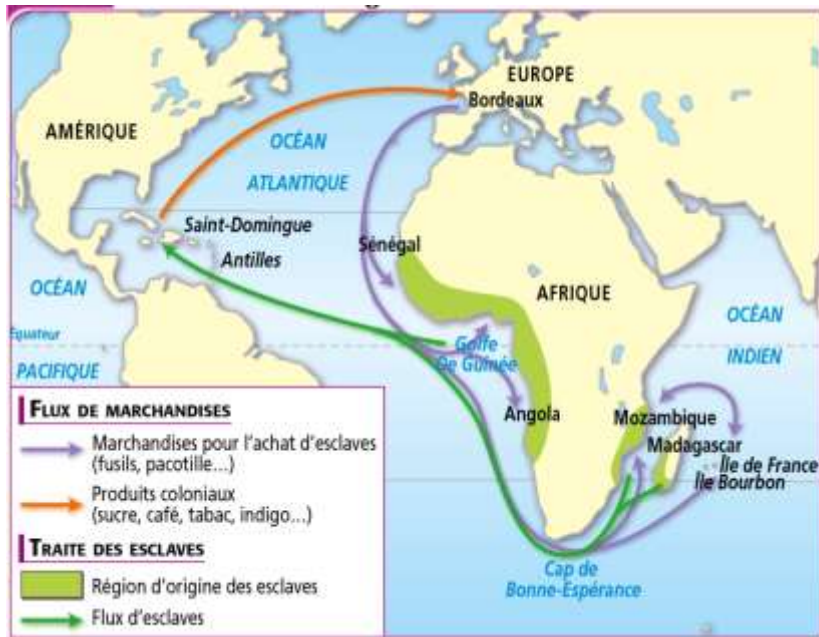 EUROPE
Bordeaux
AMÉRIQUE
OCÉAN
ATLANTIQUE
Saint-Domingue
Antilles
Sénégal
AFRIQUE
OCÉAN
PACIFIQUE
Équateur
OCÉAN
INDIEN
Golfe
De Guinée
Angola
Mozambique
Madagascar
Île de France
Île Bourbon
Cap de
Bonne-Espérance
FLUX DE MARCHANDISES
Marchandises pour l'achat d'esclaves
(fusils, pacotille...)
Produits coloniaux
(sucre, café, tabac, indigo...)
TRAITE DES ESCLAVES
Région d'origine des esclaves
Flux d'esclaves